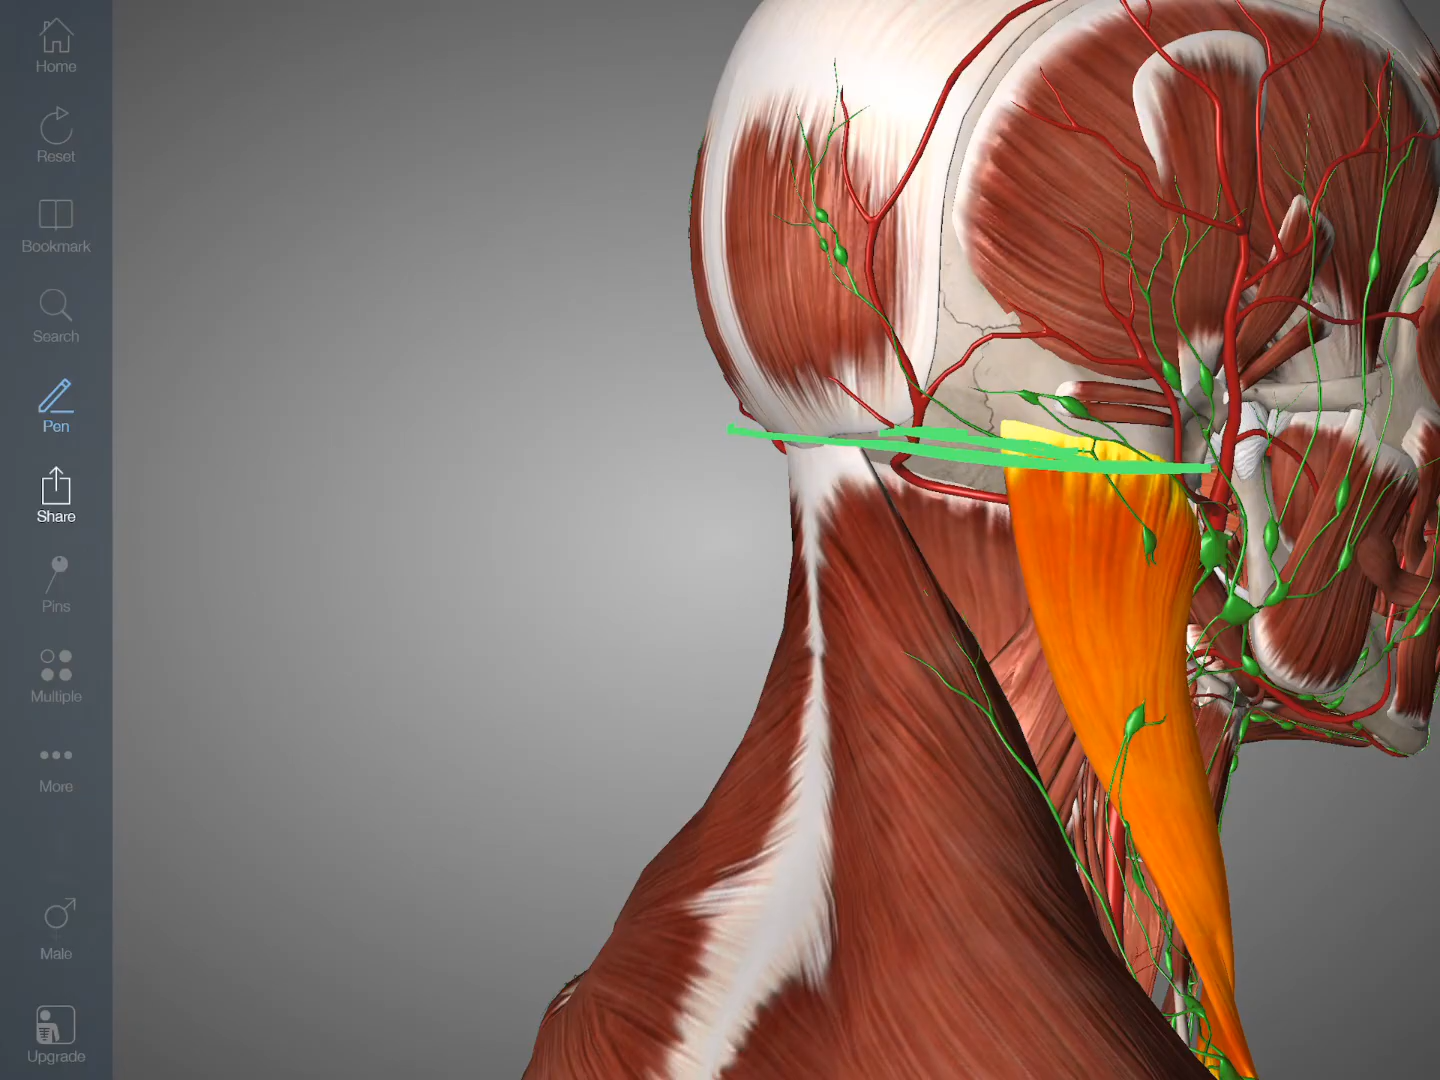 Home
Reset
Bookmark
Search
Pen
Share
Pins
Multiple
More
Male
Upgrade